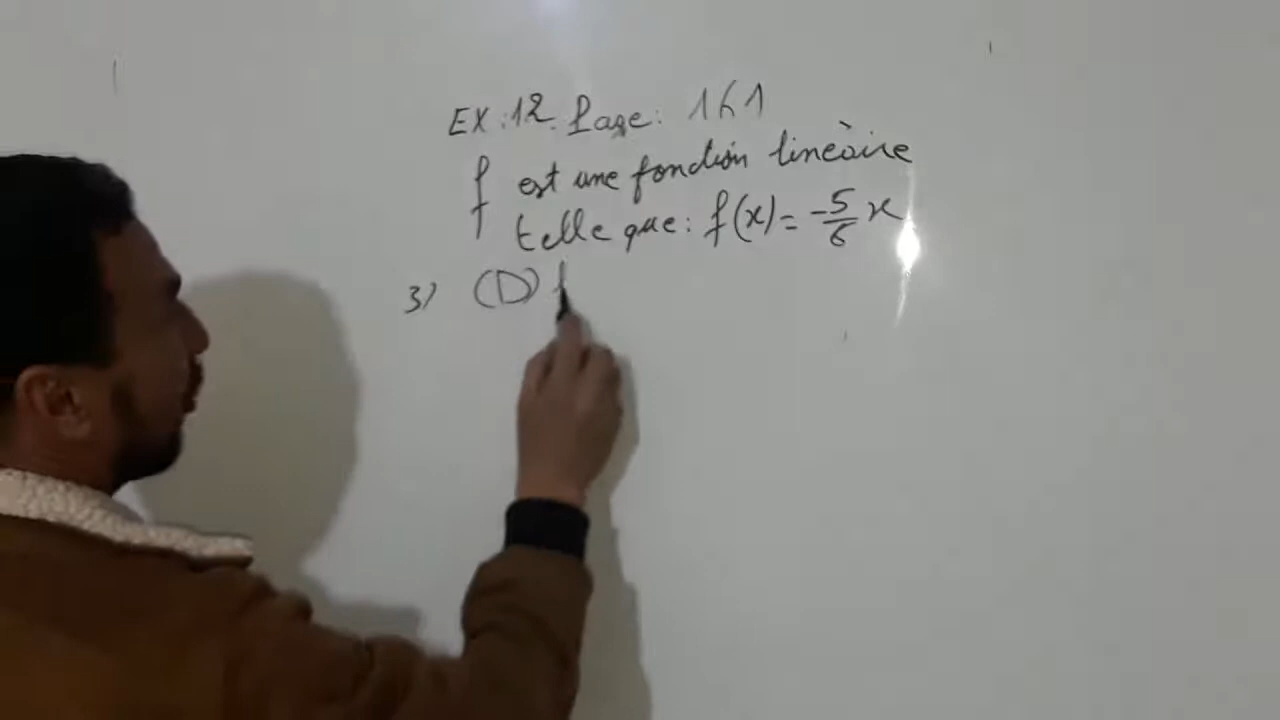 EX: 12. Page: 161
f est une fonction linéaire
telle que: f(x) = -5/6 x
3) (D)